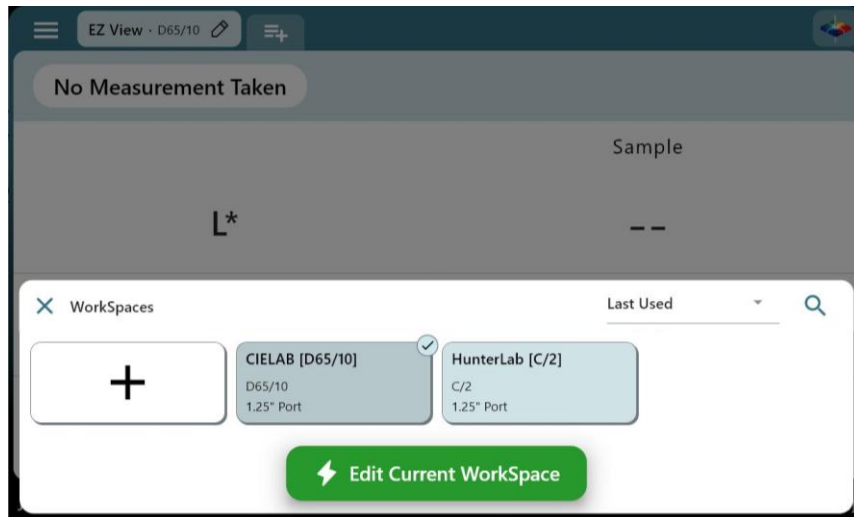 EZ View · D65/10
No Measurement Taken
Sample
L*
--
WorkSpaces
Last Used
CIELAB [D65/10]
D65/10
1.25" Port
HunterLab [C/2]
C/2
1.25" Port
+
Edit Current WorkSpace